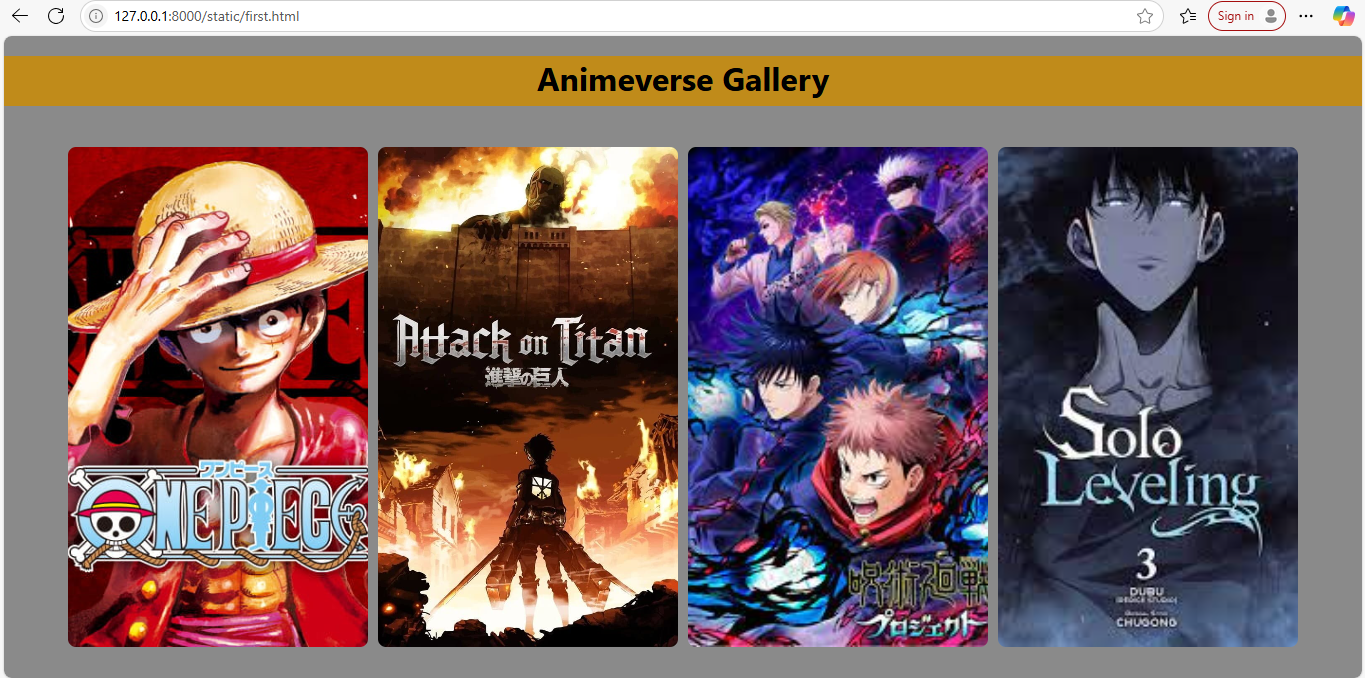 127.0.0.1:8000/static/first.html
Sign in
Animeverse Gallery
ワンピース
ONE PIECE
Attack on Titan
進撃の巨人
呪術廻戦
プロジェクト
Solo
Leveling
3
DUBU
(REDICE STUDIO)
CHUGONG